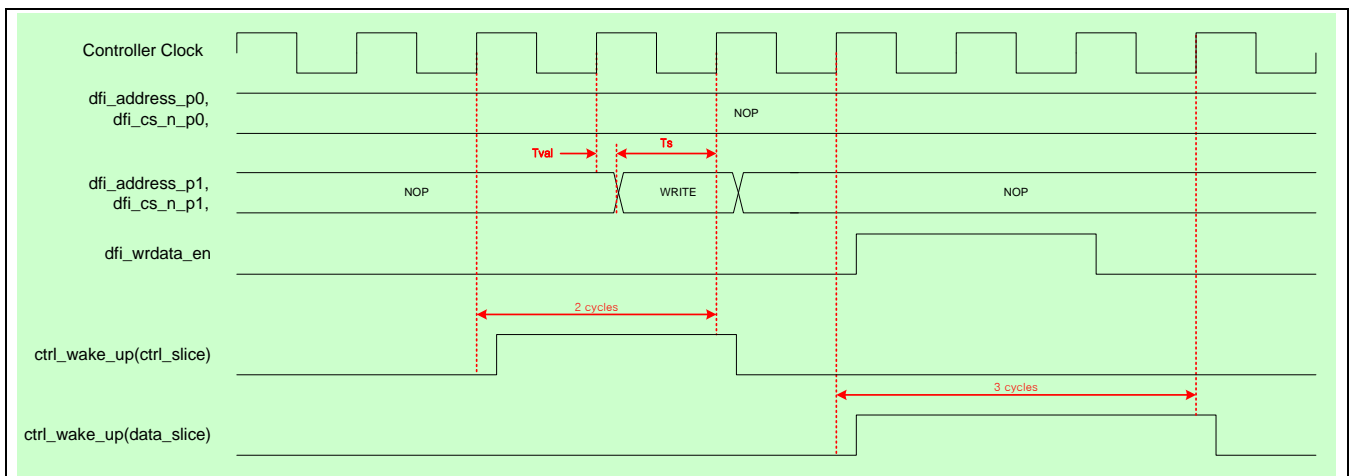 Controller Clock
dfi_address_p0,
dfi_cs_n_p0,
NOP
Tval
Ts
dfi_address_p1,
dfi_cs_n_p1,
NOP
WRITE
NOP
dfi_wrdata_en
2 cycles
ctrl_wake_up(ctrl_slice)
3 cycles
ctrl_wake_up(data_slice)